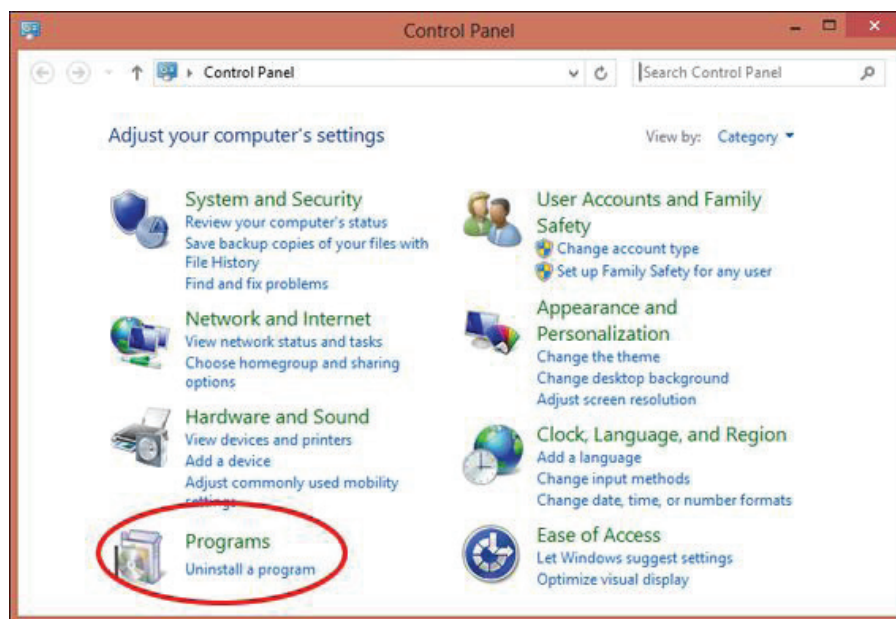 Control Panel
Control Panel
Search Control Panel
Adjust your computer's settings
View by: Category
System and Security
Review your computer's status
Save backup copies of your files with
File History
Find and fix problems
Network and Internet
View network status and tasks
Choose homegroup and sharing
options
Hardware and Sound
View devices and printers
Add a device
Adjust commonly used mobility
settings
Programs
Uninstall a program
User Accounts and Family
Safety
Change account type
Set up Family Safety for any user
Appearance and
Personalization
Change the theme
Change desktop background
Adjust screen resolution
Clock, Language, and Region
Add a language
Change input methods
Change date, time, or number formats
Ease of Access
Let Windows suggest settings
Optimize visual display